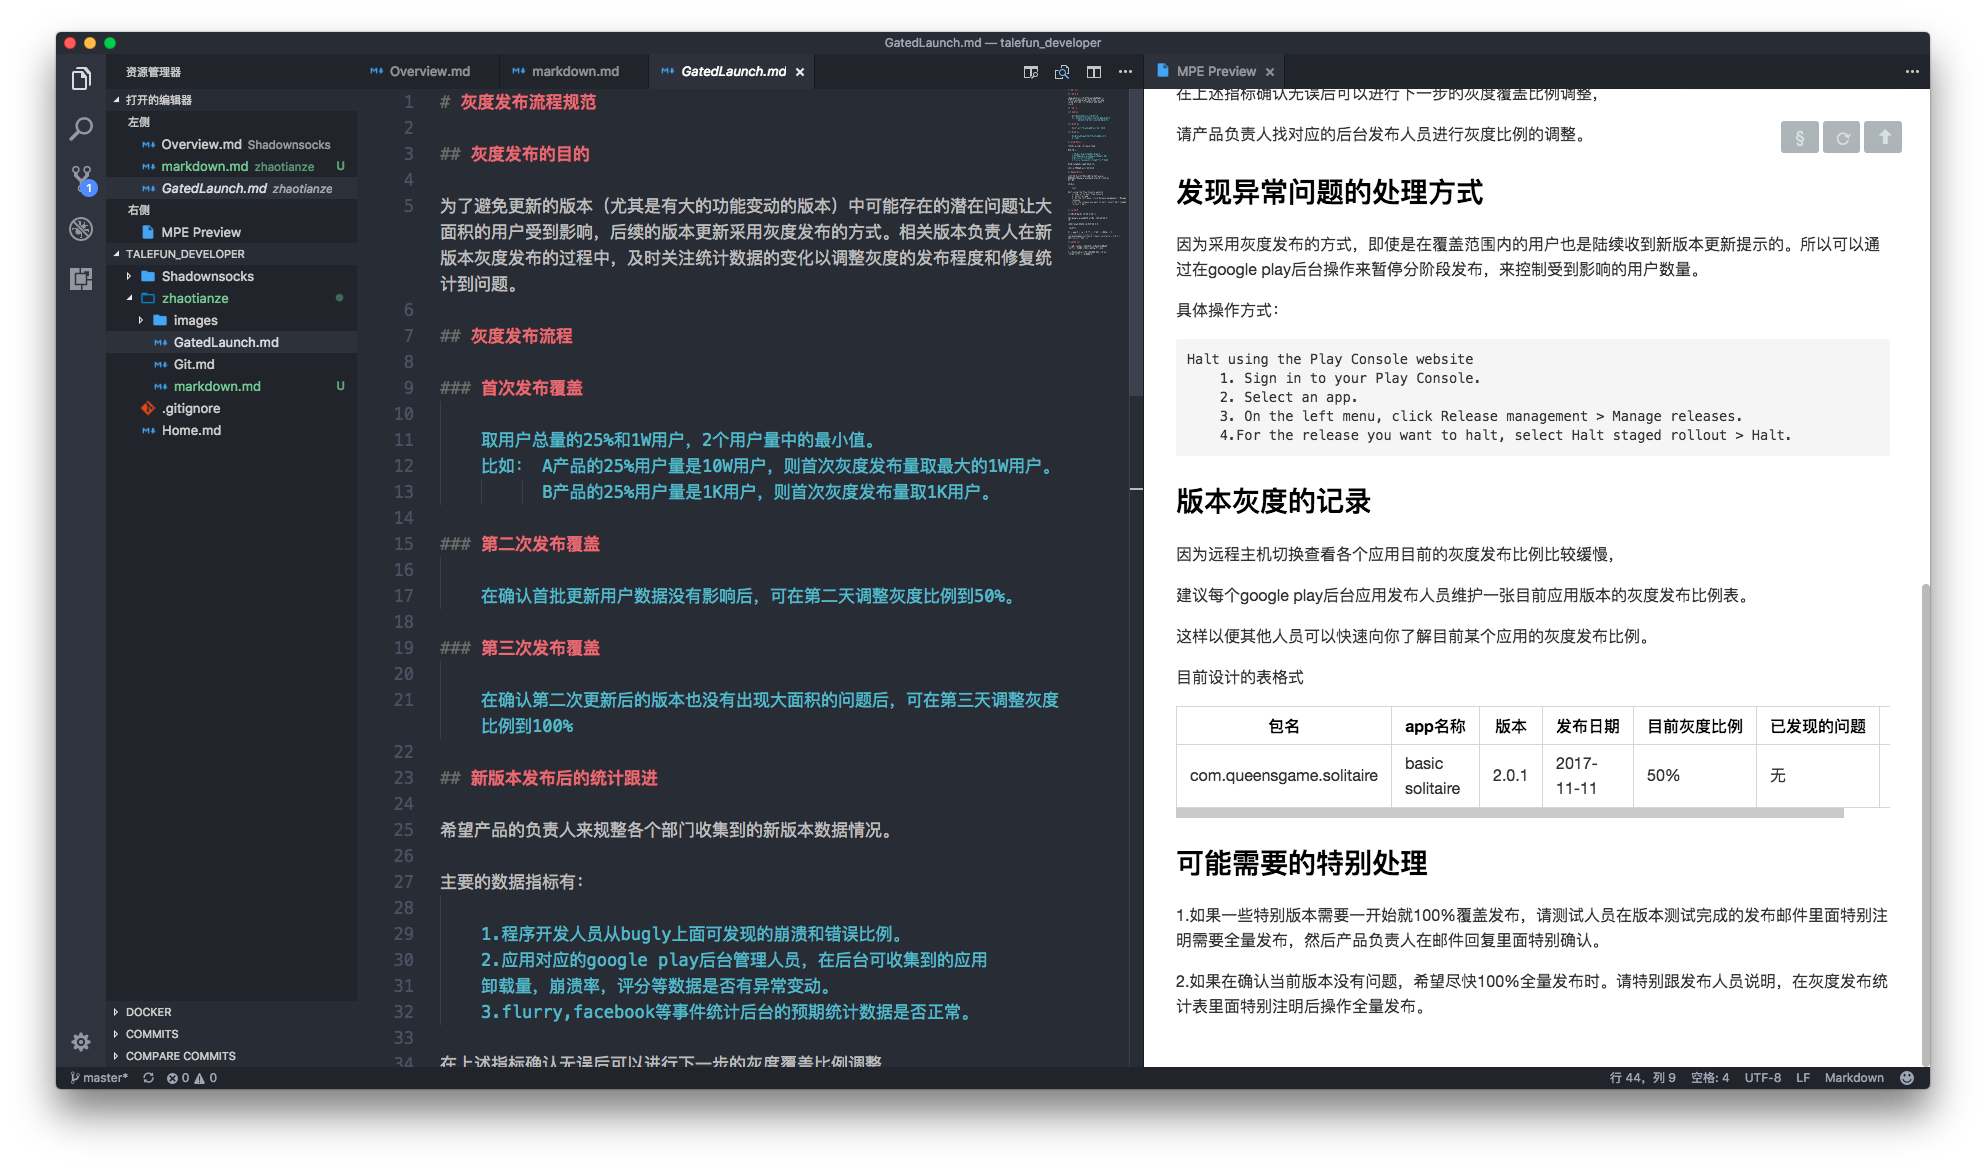 GatedLaunch.md — talefun_developer
资源管理器
打开的编辑器
左侧
Overview.md Shadownsocks
markdown.md zhaotianze U
GatedLaunch.md zhaotianze
右侧
MPE Preview
TALEFUN_DEVELOPER
Shadownsocks
zhaotianze
images
GatedLaunch.md
Git.md
markdown.md U
.gitignore
Home.md
DOCKER
COMMITS
COMPARE COMMITS
1
Overview.md
markdown.md
GatedLaunch.md
1 # 灰度发布流程规范
2
3 ## 灰度发布的目的
4
5 为了避免更新的版本（尤其是有大的功能变动的版本）中可能存在的潜在问题让大
面积的用户受到影响，后续的版本更新采用灰度发布的方式。相关版本负责人在新
版本灰度发布的过程中，及时关注统计数据的变化以调整灰度的发布程度和修复统
计到问题。
6
7 ## 灰度发布流程
8
9 ### 首次发布覆盖
10
11 取用户总量的25%和1W用户，2个用户量中的最小值。
12 比如： A产品的25%用户量是10W用户，则首次灰度发布量取最大的1W用户。
13 B产品的25%用户量是1K用户，则首次灰度发布量取1K用户。
14
15 ### 第二次发布覆盖
16
17 在确认首批更新用户数据没有影响后，可在第二天调整灰度比例到50%。
18
19 ### 第三次发布覆盖
20
21 在确认第二次更新后的版本也没有出现大面积的问题后，可在第三天调整灰度
比例到100%
22
23 ## 新版本发布后的统计跟进
24
25 希望产品的负责人来规整各个部门收集到的新版本数据情况。
26
27 主要的数据指标有：
28
29 1.程序开发人员从bugly上面可发现的崩溃和错误比例。
30 2.应用对应的google play后台管理人员，在后台可收集到的应用
31 卸载量，崩溃率，评分等数据是否有异常变动。
32 3.flurry,facebook等事件统计后台的预期统计数据是否正常。
33
34 在上述指标确认无误后可以进行下一步的灰度覆盖比例调整
MPE Preview
在上述指标确认无误后可以进行下一步的灰度覆盖比例调整，
请产品负责人找对应的后台发布人员进行灰度比例的调整。
§
发现异常问题的处理方式
因为采用灰度发布的方式，即使是在覆盖范围内的用户也是陆续收到新版本更新提示的。所以可以通
过在google play后台操作来暂停分阶段发布，来控制受到影响的用户数量。
具体操作方式：
Halt using the Play Console website
1. Sign in to your Play Console.
2. Select an app.
3. On the left menu, click Release management > Manage releases.
4.For the release you want to halt, select Halt staged rollout > Halt.
版本灰度的记录
因为远程主机切换查看各个应用目前的灰度发布比例比较缓慢，
建议每个google play后台应用发布人员维护一张目前应用版本的灰度发布比例表。
这样以便其他人员可以快速向你了解目前某个应用的灰度发布比例。
目前设计的表格式
包名 app名称 版本 发布日期 目前灰度比例 已发现的问题
com.queensgame.solitaire basic solitaire 2.0.1 2017-11-11 50% 无
可能需要的特别处理
1.如果一些特别版本需要一开始就100%覆盖发布，请测试人员在版本测试完成的发布邮件里面特别注
明需要全量发布，然后产品负责人在邮件回复里面特别确认。
2.如果在确认当前版本没有问题，希望尽快100%全量发布时。请特别跟发布人员说明，在灰度发布统
计表里面特别注明后操作全量发布。
master* 0 0
行 44，列 9 空格: 4 UTF-8 LF Markdown